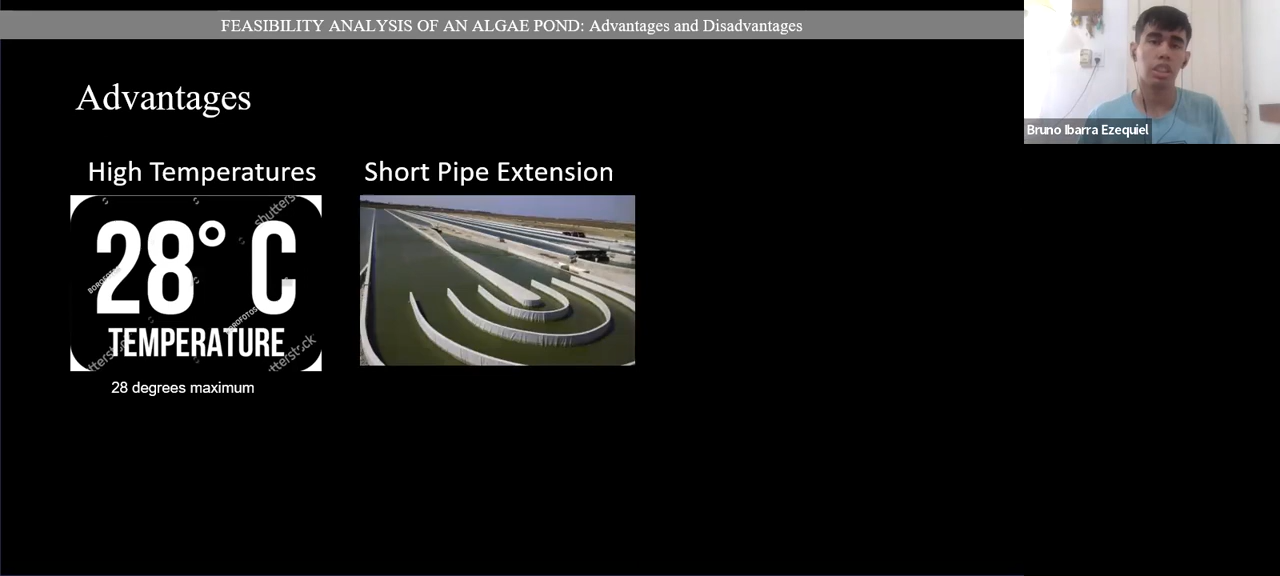 FEASIBILITY ANALYSIS OF AN ALGAE POND: Advantages and Disadvantages
Bruno Ibarra Ezequiel
Advantages
High Temperatures
Short Pipe Extension
28° C
TEMPERATURE
28 degrees maximum